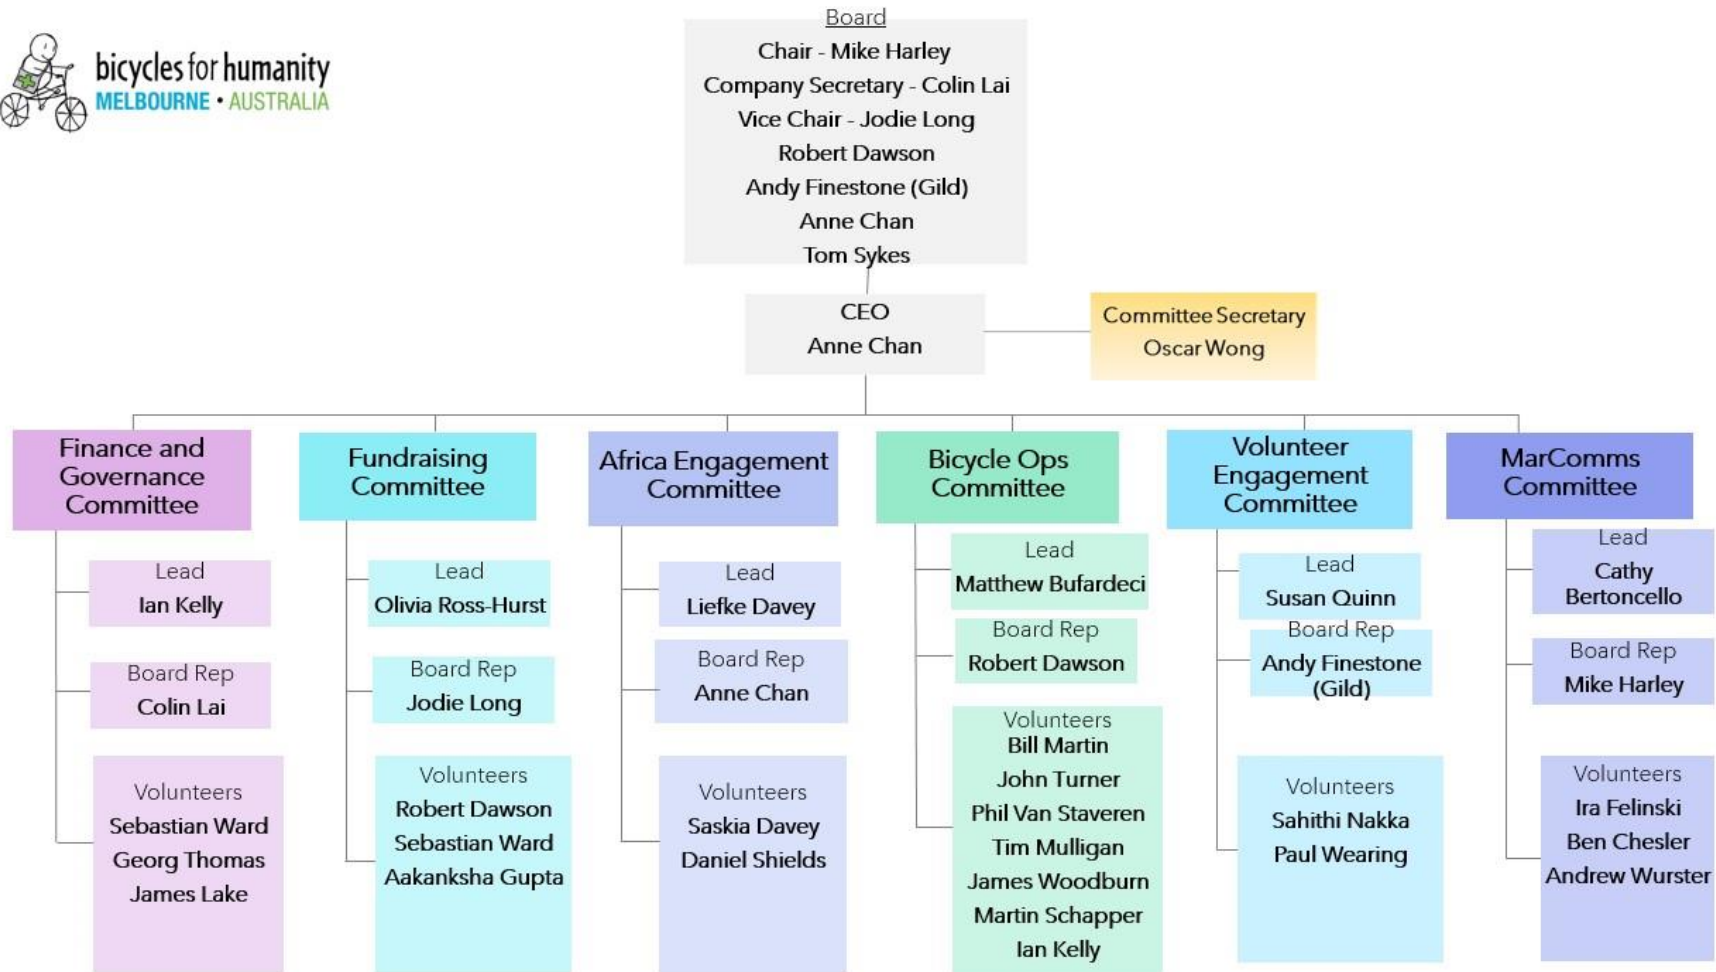 bicycles for humanity
MELBOURNE • AUSTRALIA
Board
Chair - Mike Harley
Company Secretary - Colin Lai
Vice Chair - Jodie Long
Robert Dawson
Andy Finestone (Gild)
Anne Chan
Tom Sykes
CEO
Anne Chan
Committee Secretary
Oscar Wong
Finance and
Governance
Committee
Lead
Ian Kelly
Board Rep
Colin Lai
Volunteers
Sebastian Ward
Georg Thomas
James Lake
Fundraising
Committee
Lead
Olivia Ross-Hurst
Board Rep
Jodie Long
Volunteers
Robert Dawson
Sebastian Ward
Aakanksha Gupta
Africa Engagement
Committee
Lead
Liefke Davey
Board Rep
Anne Chan
Volunteers
Saskia Davey
Daniel Shields
Bicycle Ops
Committee
Lead
Matthew Bufardeci
Board Rep
Robert Dawson
Volunteers
Bill Martin
John Turner
Phil Van Staveren
Tim Mulligan
James Woodburn
Martin Schapper
Ian Kelly
Volunteer
Engagement
Committee
Lead
Susan Quinn
Board Rep
Andy Finestone
(Gild)
Volunteers
Sahithi Nakka
Paul Wearing
MarComms
Committee
Lead
Cathy
Bertoncello
Board Rep
Mike Harley
Volunteers
Ira Felinski
Ben Chesler
Andrew Wurster